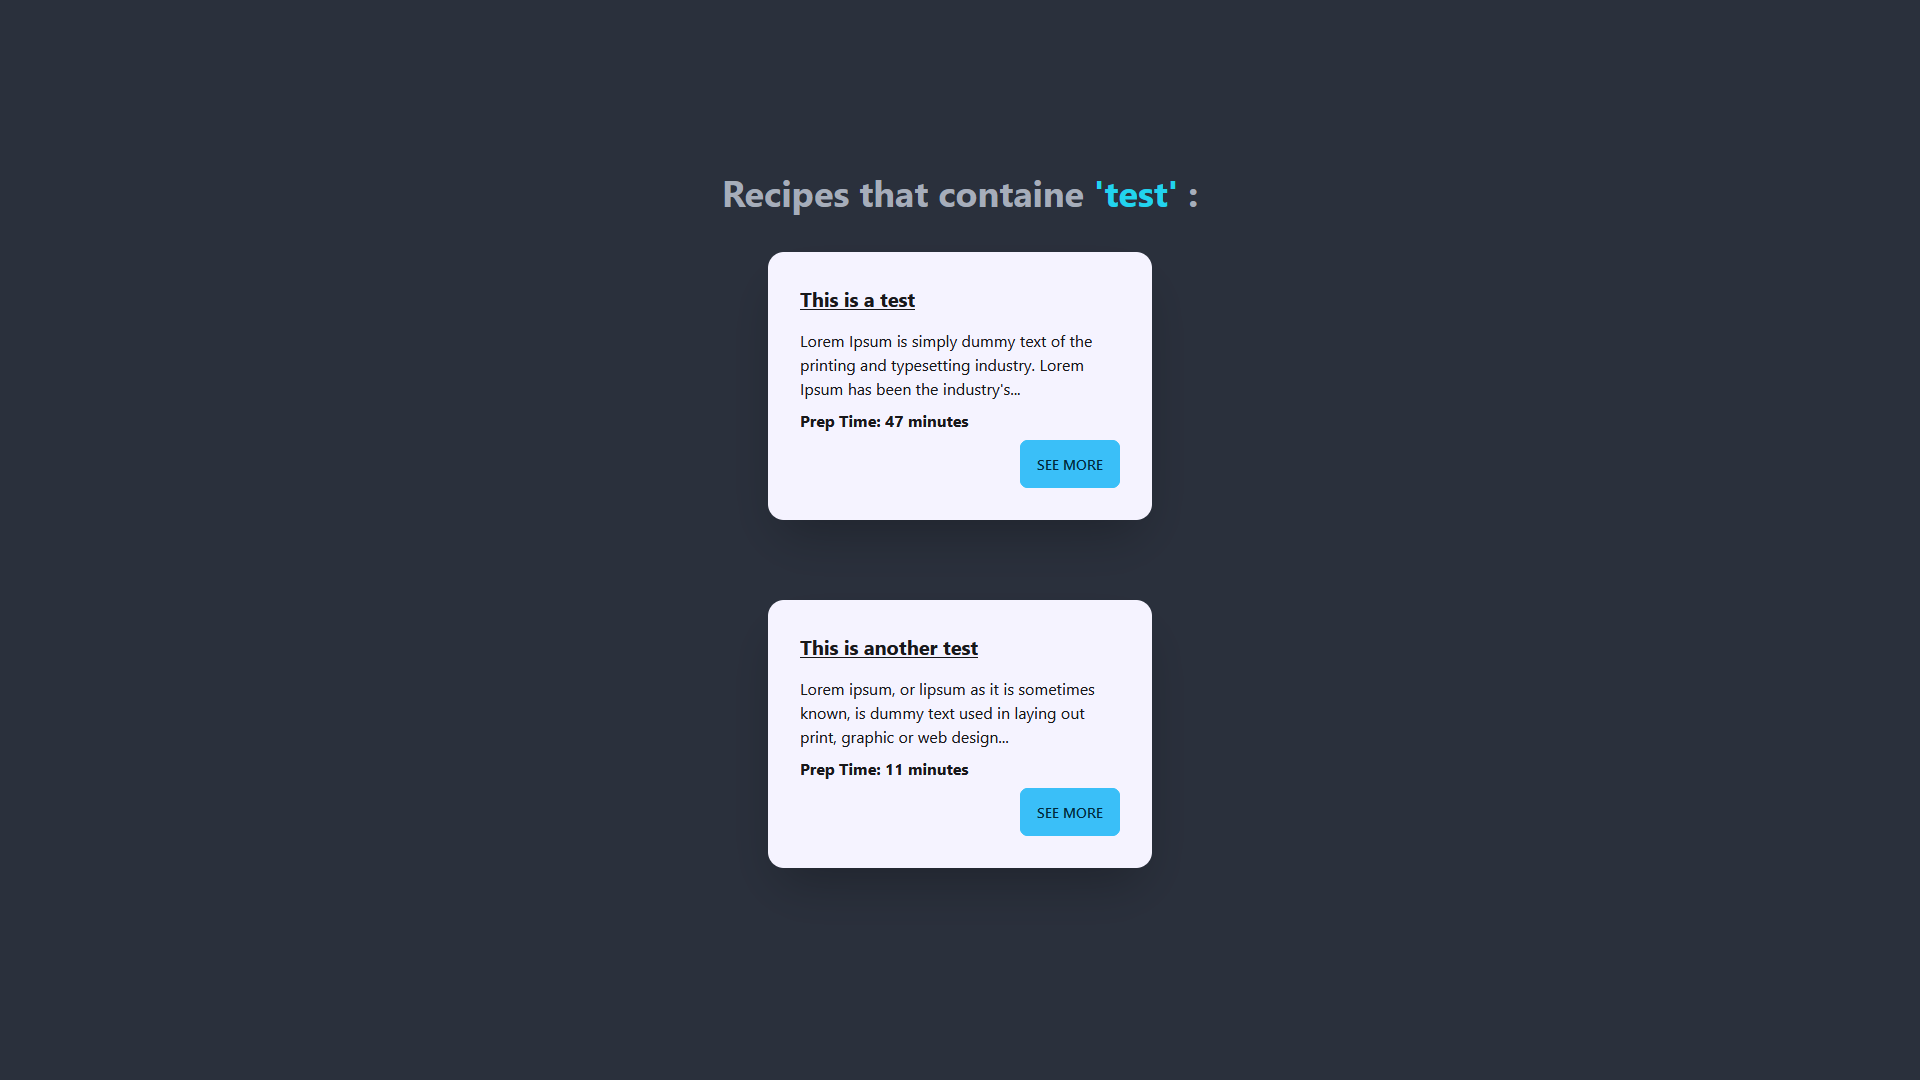 Recipes that containe 'test' :
This is a test
Lorem Ipsum is simply dummy text of the
printing and typesetting industry. Lorem
Ipsum has been the industry's...
Prep Time: 47 minutes
SEE MORE
This is another test
Lorem ipsum, or lipsum as it is sometimes
known, is dummy text used in laying out
print, graphic or web design...
Prep Time: 11 minutes
SEE MORE